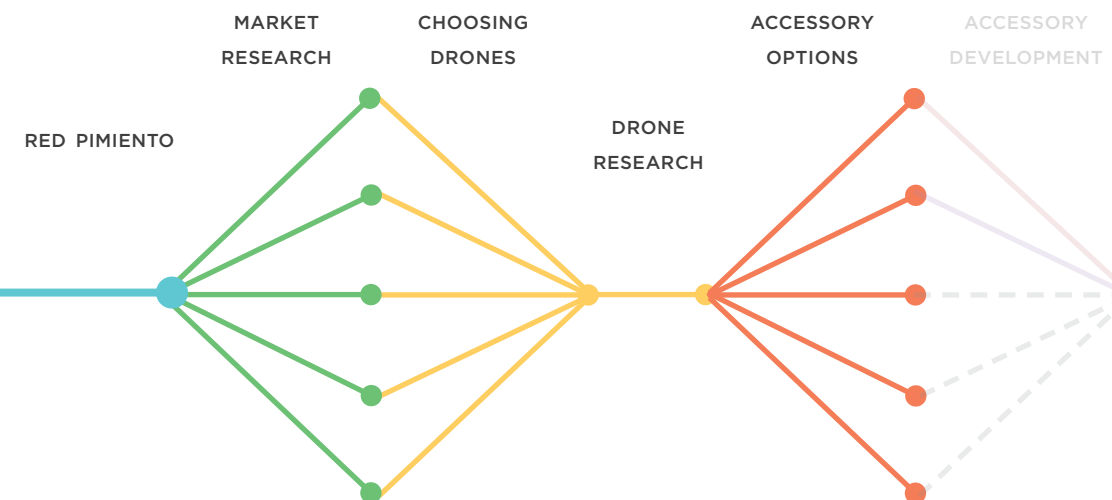 RED PIMIENTO
MARKET
RESEARCH
CHOOSING
DRONES
DRONE
RESEARCH
ACCESSORY
OPTIONS
ACCESSORY
DEVELOPMENT